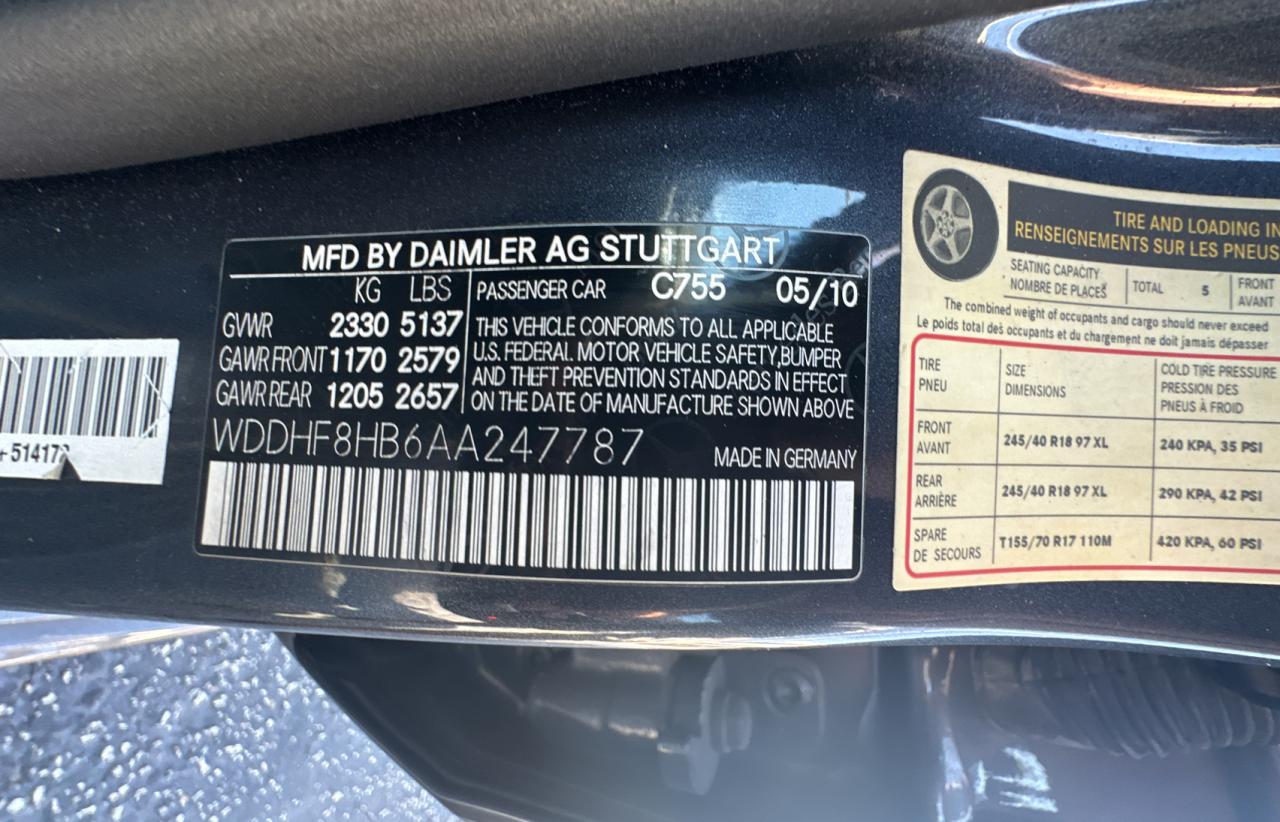 MFD BY DAIMLER AG STUTTGART
KG LBS
GVWR 2330 5137
GAWR FRONT 1170 2579
GAWR REAR 1205 2657
PASSENGER CAR C755 05/10
THIS VEHICLE CONFORMS TO ALL APPLICABLE
U.S. FEDERAL MOTOR VEHICLE SAFETY,BUMPER
AND THEFT PREVENTION STANDARDS IN EFFECT
ON THE DATE OF MANUFACTURE SHOWN ABOVE
WDDHF8HB6AA247787
MADE IN GERMANY
TIRE AND LOADING IN
RENSEIGNEMENTS SUR LES PNEUS
SEATING CAPACITY
NOMBRE DE PLACES
TOTAL 5
FRONT
AVANT
The combined weight of occupants and cargo should never exceed
Le poids total des occupants et du chargement ne doit jamais dépasser
TIRE
PNEU
SIZE
DIMENSIONS
COLD TIRE PRESSURE
PRESSION DES
PNEUS À FROID
FRONT
AVANT
245/40 R18 97 XL
240 KPA, 35 PSI
REAR
ARRIÈRE
245/40 R18 97 XL
290 KPA, 42 PSI
SPARE
DE SECOURS
T155/70 R17 110M
420 KPA, 60 PSI